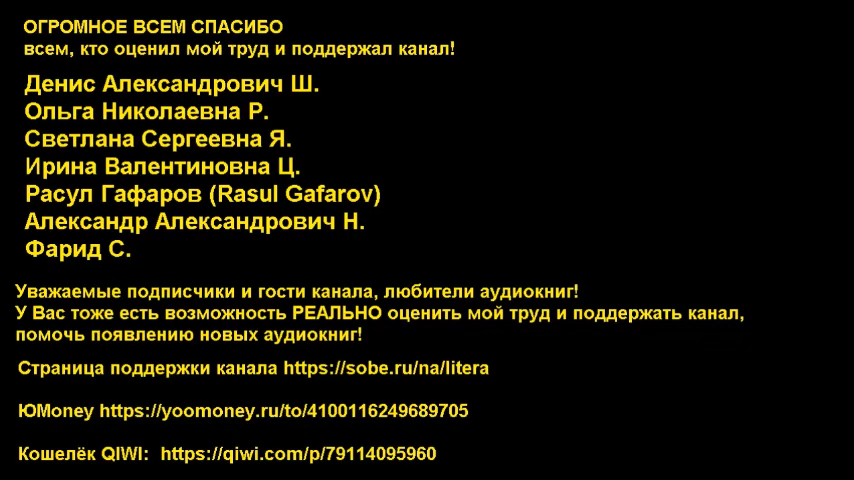 ОГРОМНОЕ ВСЕМ СПАСИБО
всем, кто оценил мой труд и поддержал канал!
Денис Александрович Ш.
Ольга Николаевна Р.
Светлана Сергеевна Я.
Ирина Валентиновна Ц.
Расул Гафаров (Rasul Gafarov)
Александр Александрович Н.
Фарид С.
Уважаемые подписчики и гости канала, любители аудиокниг!
У Вас тоже есть возможность РЕАЛЬНО оценить мой труд и поддержать канал,
помочь появлению новых аудиокниг!
Страница поддержки канала https://sobe.ru/na/litera
ЮMoney https://yoomoney.ru/to/4100116249689705
Кошелёк QIWI: https://qiwi.com/p/79114095960